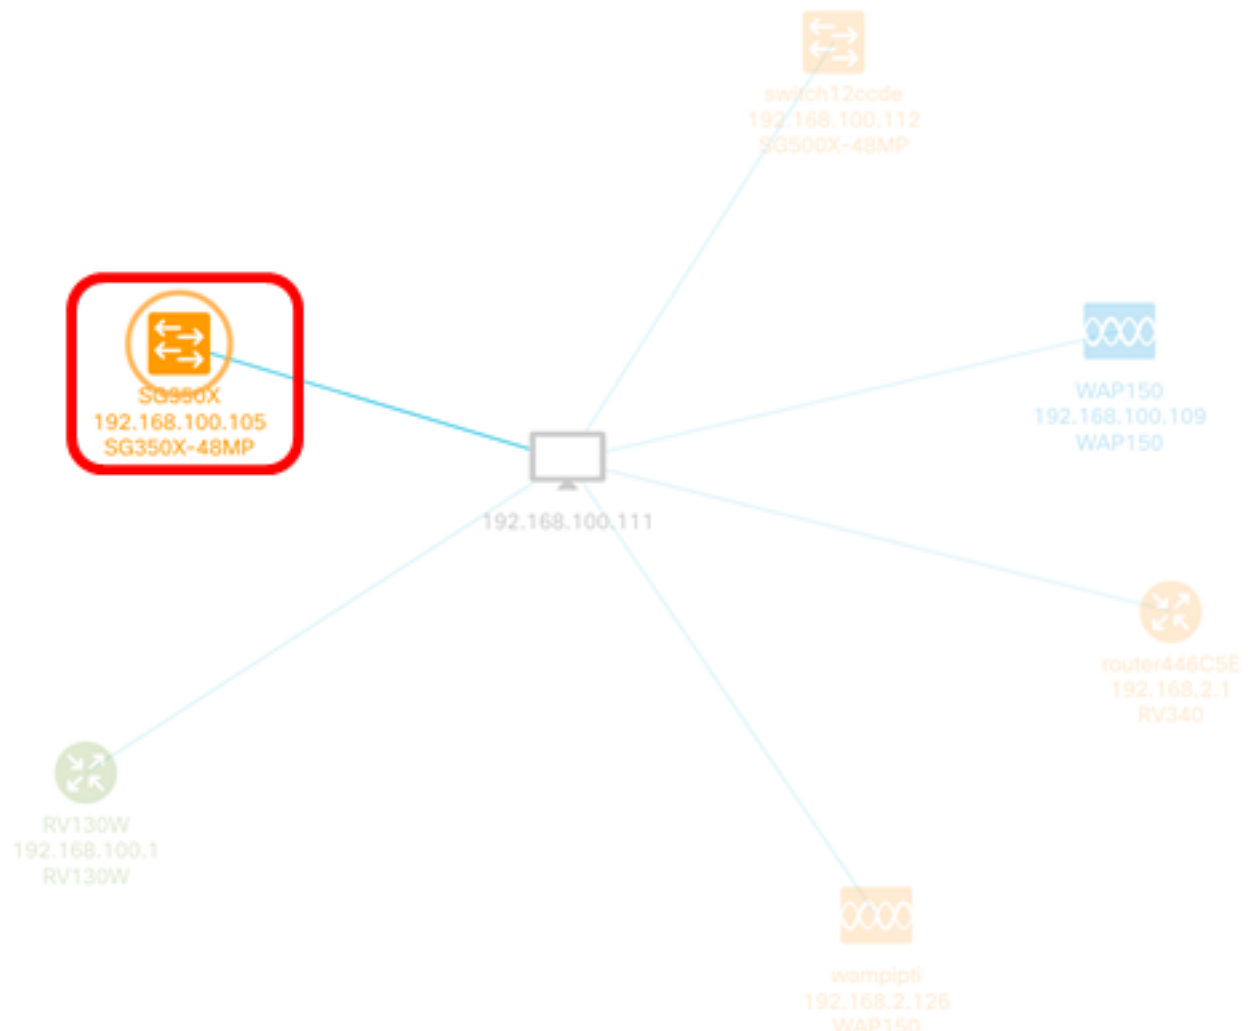 switch12ccde
192.168.100.112
SG500X-48MP
SG350X
192.168.100.105
SG350X-48MP
WAP150
192.168.100.109
WAP150
192.168.100.111
router446C5E
192.168.2.1
RV340
RV130W
192.168.100.1
RV130W
wampipti
192.168.2.126
WAP150